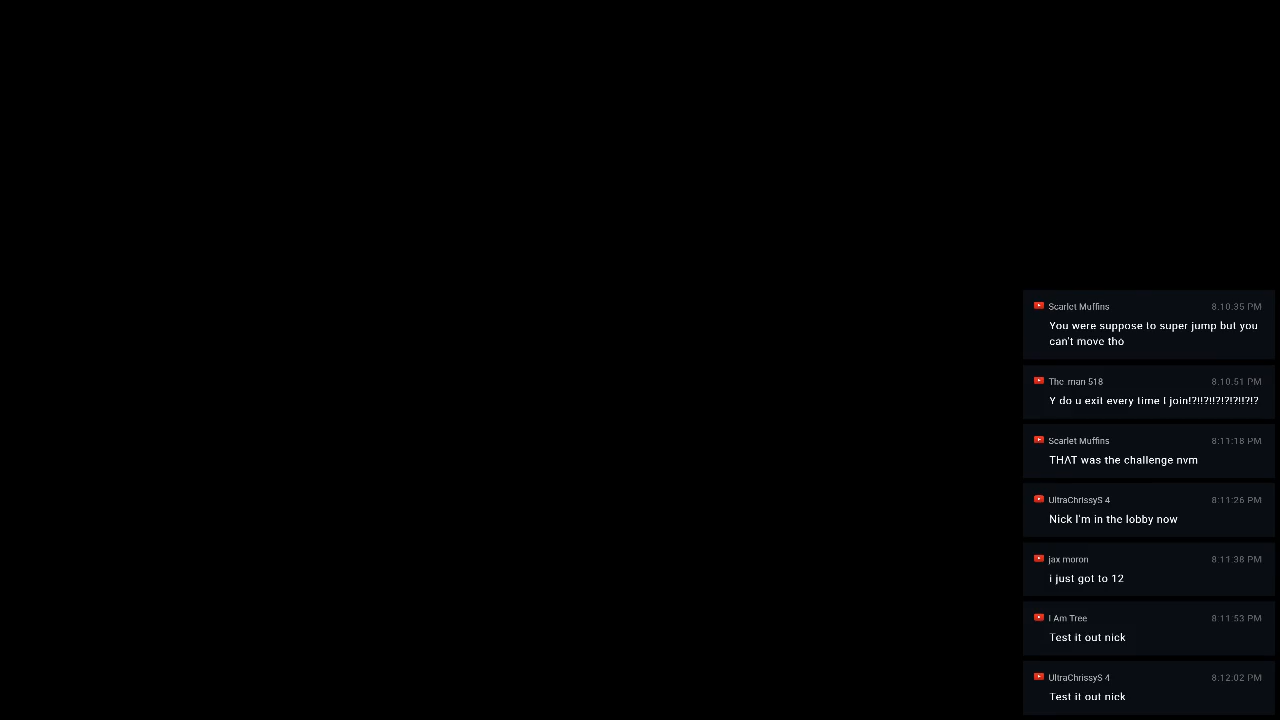 Scarlet Muffins 8:10:35 PM
You were suppose to super jump but you
can't move tho
The man 518 8:10:51 PM
Y do u exit every time I join!?!!?!!?!?!?!!?!?
Scarlet Muffins 8:11:18 PM
THAT was the challenge nvm
UltraChrissyS 4 8:11:26 PM
Nick I'm in the lobby now
jax moron 8:11:38 PM
i just got to 12
I Am Tree 8:11:53 PM
Test it out nick
UltraChrissyS 4 8:12:02 PM
Test it out nick